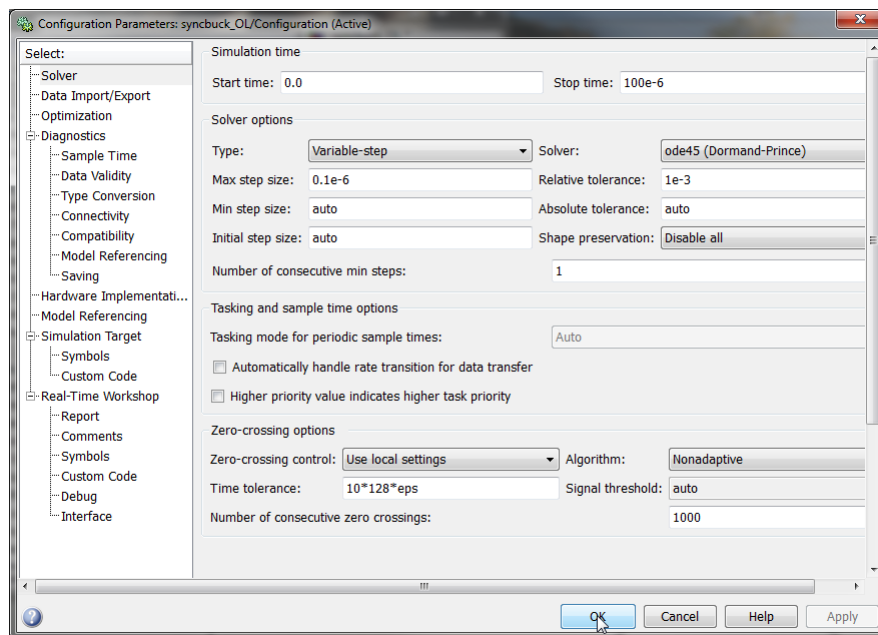 Configuration Parameters: syncbuck_OL/Configuration (Active)
Select:
Solver
Data Import/Export
Optimization
Diagnostics
Sample Time
Data Validity
Type Conversion
Connectivity
Compatibility
Model Referencing
Saving
Hardware Implementati...
Model Referencing
Simulation Target
Symbols
Custom Code
Real-Time Workshop
Report
Comments
Symbols
Custom Code
Debug
Interface
Simulation time
Start time: 0.0 Stop time: 100e-6
Solver options
Type: Variable-step Solver: ode45 (Dormand-Prince)
Max step size: 0.1e-6 Relative tolerance: 1e-3
Min step size: auto Absolute tolerance: auto
Initial step size: auto Shape preservation: Disable all
Number of consecutive min steps: 1
Tasking and sample time options
Tasking mode for periodic sample times: Auto
Automatically handle rate transition for data transfer
Higher priority value indicates higher task priority
Zero-crossing options
Zero-crossing control: Use local settings Algorithm: Nonadaptive
Time tolerance: 10*128*eps Signal threshold: auto
Number of consecutive zero crossings: 1000
OK Cancel Help Apply